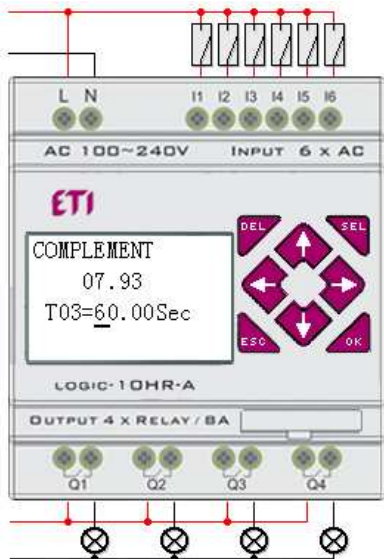 L N I1 I2 I3 I4 I5 I6
AC 100~240V INPUT 6 x AC
ETI
DEL SEL
COMPLEMENT
07.93
T03=60.00Sec
ESC OK
LOGIC-10HR-A
OUTPUT 4 x RELAY / 8A
Q1 Q2 Q3 Q4